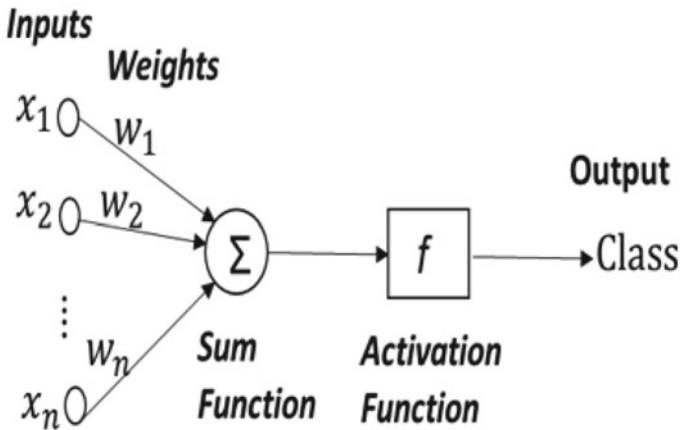 Inputs
Weights
x₁
w₁
Output
x₂
w₂
Σ
f
Class
⋮
wₙ
Sum
Function
Activation
Function
xₙ